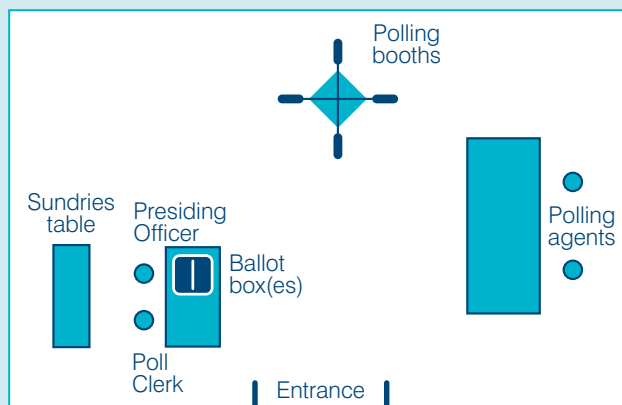 Polling
booths
Sundries
table
Presiding
Officer
Ballot
box(es)
Polling
agents
Poll
Clerk
Entrance